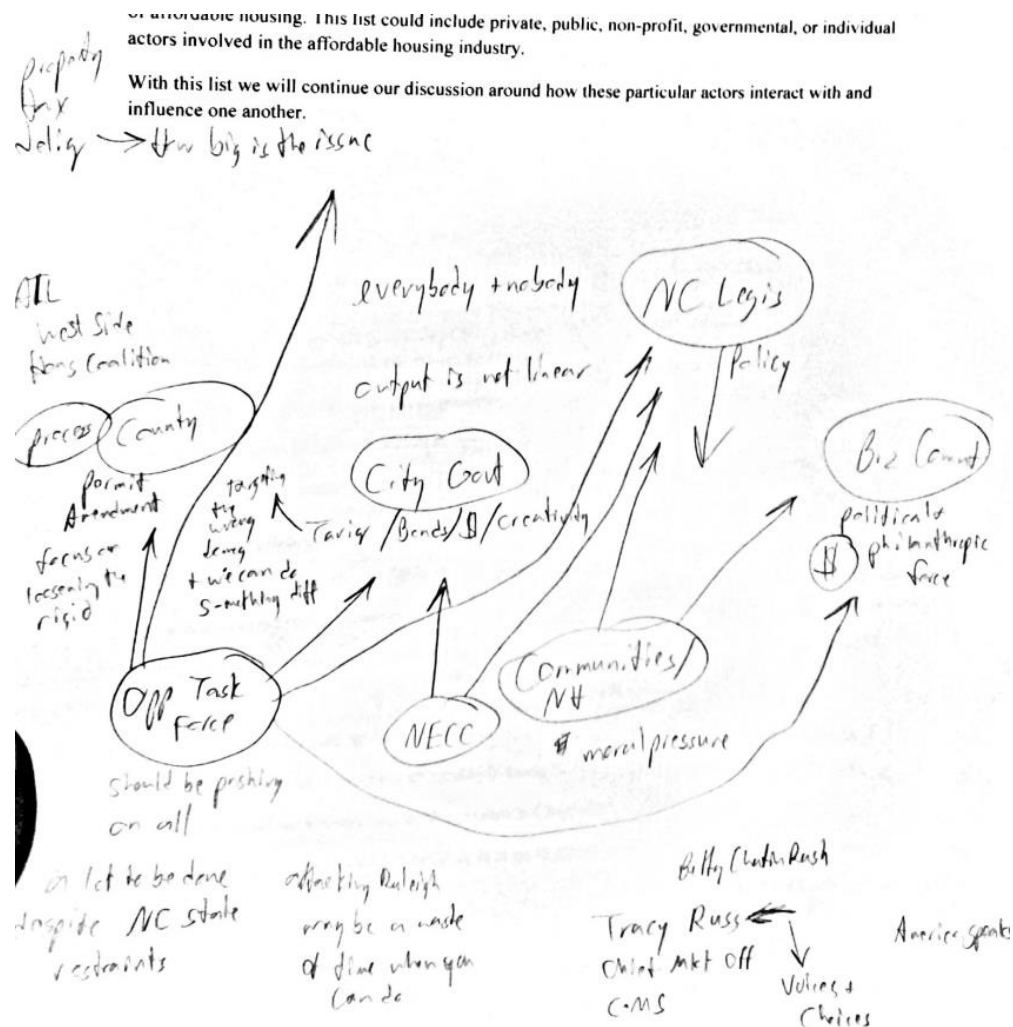 of affordable housing. This list could include private, public, non-profit, governmental, or individual
actors involved in the affordable housing industry.
With this list we will continue our discussion around how these particular actors interact with and
influence one another.
property
tax
deliq → How big is the issue
ATL
West Side
Hous Coalition
everybody + nobody
NC Legis
output is not linear
Policy
process
County
City Govt
Biz Comm
permit
Amendment
focus on
loosening the
rigid
targeting
the
wrong
+ we can do
something diff
/Bonds/$/Creativity
political +
philanthropic
force
$
Opp Task
Force
NECC
Communities/
NH
moral pressure
should be pushing
on all
a lot to be done
despite NC state
restraints
attacking Raleigh
may be a waste
of time when you
can do
Rush
Tracy Russ
Chief Mkt Off
CMS
Voices +
Choices
America speaks